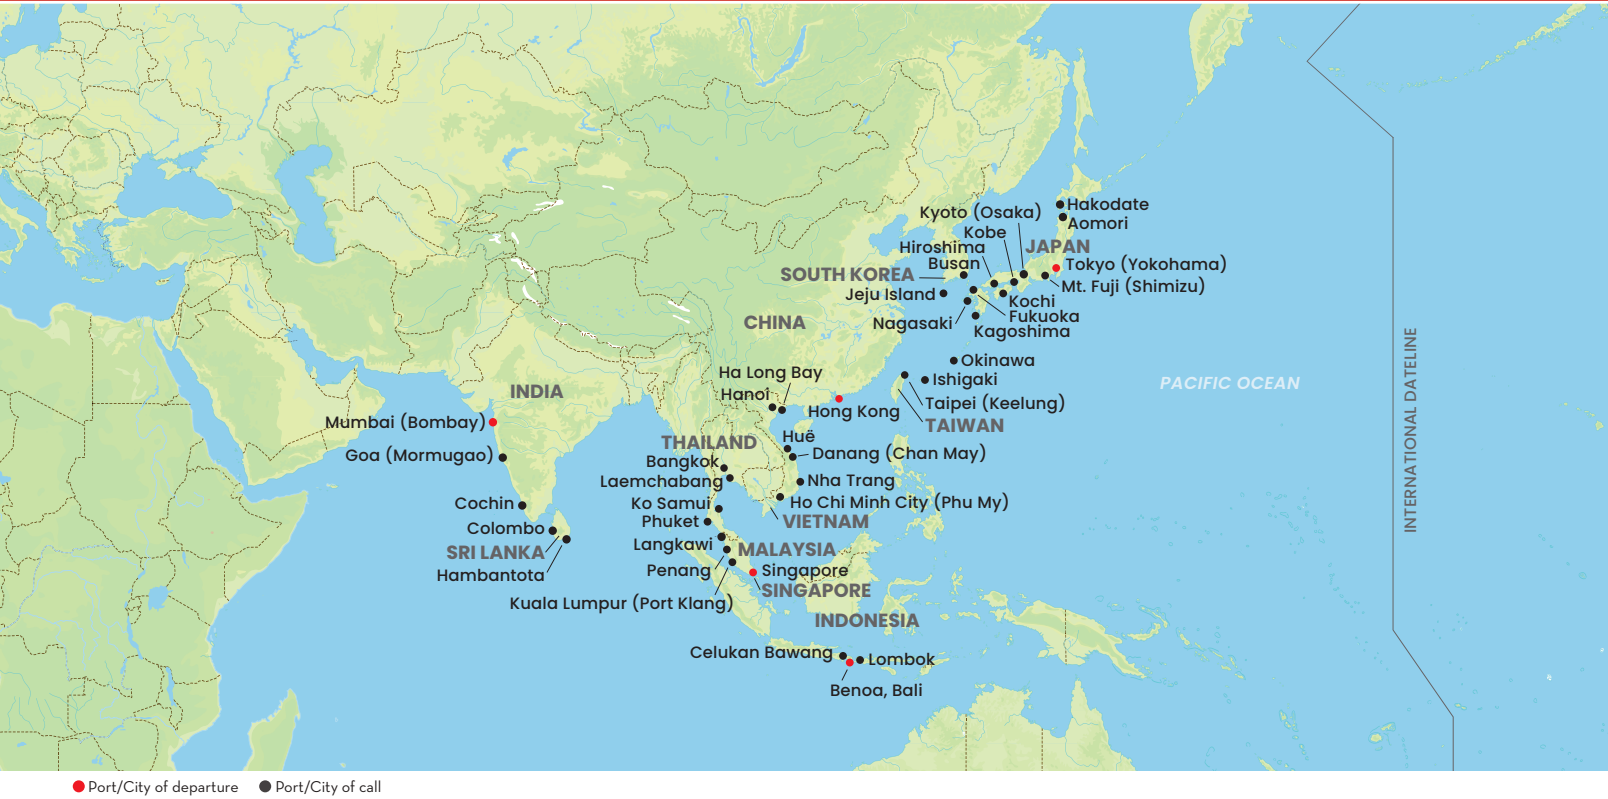 Hakodate
Kyoto (Osaka)
Aomori
Kobe
Hiroshima
JAPAN
Busan
Tokyo (Yokohama)
SOUTH KOREA
Mt. Fuji (Shimizu)
Jeju Island
Kochi
Fukuoka
Nagasaki
CHINA
Kagoshima
Okinawa
Ha Long Bay
Ishigaki
PACIFIC OCEAN
INTERNATIONAL DATELINE
INDIA
Hanoi
Taipei (Keelung)
Hong Kong
Mumbai (Bombay)
TAIWAN
Huë
THAILAND
Goa (Mormugao)
Danang (Chan May)
Bangkok
Laemchabang
Nha Trang
Cochin
Ko Samui
Ho Chi Minh City (Phu My)
Phuket
VIETNAM
Colombo
Langkawi
SRI LANKA
MALAYSIA
Penang
Singapore
Hambantota
SINGAPORE
Kuala Lumpur (Port Klang)
INDONESIA
Celukan Bawang
Lombok
Benoa, Bali
Port/City of departure
Port/City of call